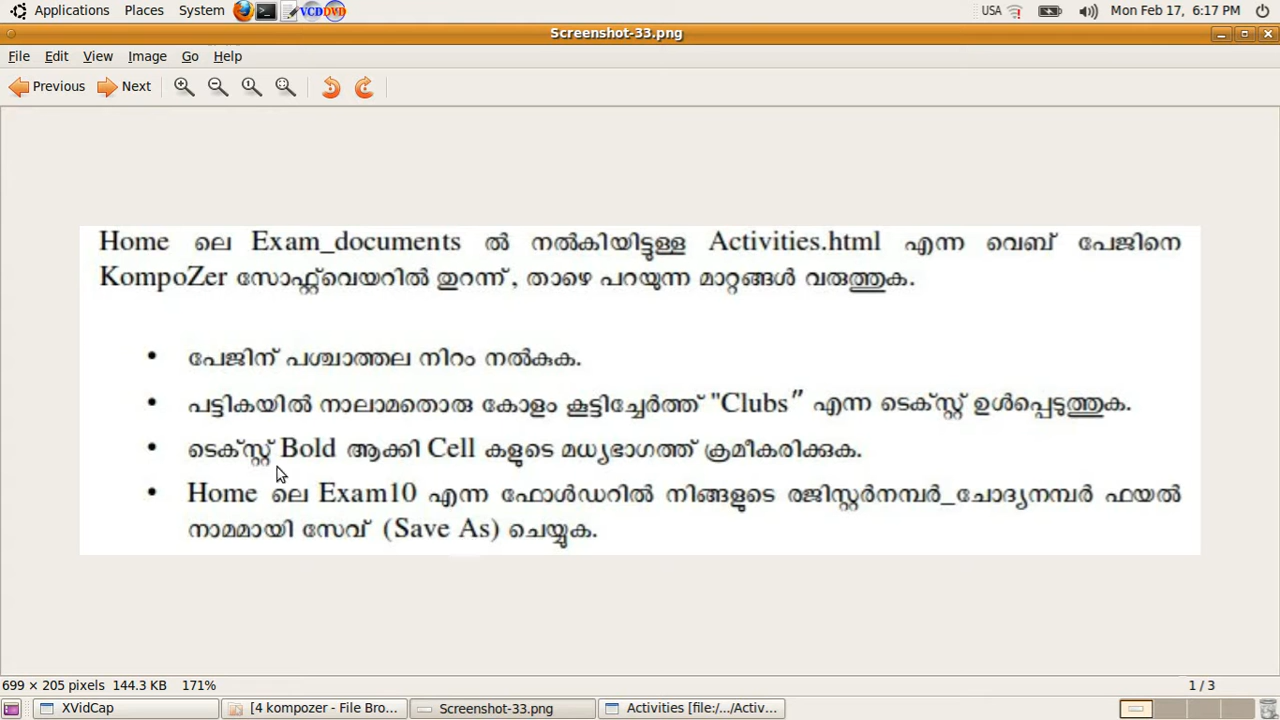 Applications Places System VCD DVD USA Mon Feb 17, 6:17 PM
Screenshot-33.png
File Edit View Image Go Help
Previous Next
Home ലെ Exam_documents ൽ നൽകിയിട്ടുള്ള Activities.html എന്ന വെബ് പേജിനെ
KompoZer സോഫ്റ്റ്‌വെയറിൽ തുറന്ന്, താഴെ പറയുന്ന മാറ്റങ്ങൾ വരുത്തുക.
• പേജിന് പശ്ചാത്തല നിറം നൽകുക.
• പട്ടികയിൽ നാലാമതൊരു കോളം കൂട്ടിച്ചേർത്ത് "Clubs" എന്ന ടെക്സ്റ്റ് ഉൾപ്പെടുത്തുക.
• ടെക്സ്റ്റ് Bold ആക്കി Cell കളുടെ മധ്യഭാഗത്ത് ക്രമീകരിക്കുക.
• Home ലെ Exam10 എന്ന ഫോൾഡറിൽ നിങ്ങളുടെ രജിസ്റ്റർനമ്പർ_ചോദ്യനമ്പർ ഫയൽ
നാമമായി സേവ് (Save As) ചെയ്യുക.
699 × 205 pixels 144.3 KB 171% 1 / 3
XVidCap [4 kompozer - File Bro... Screenshot-33.png Activities [file:/.../Activ...